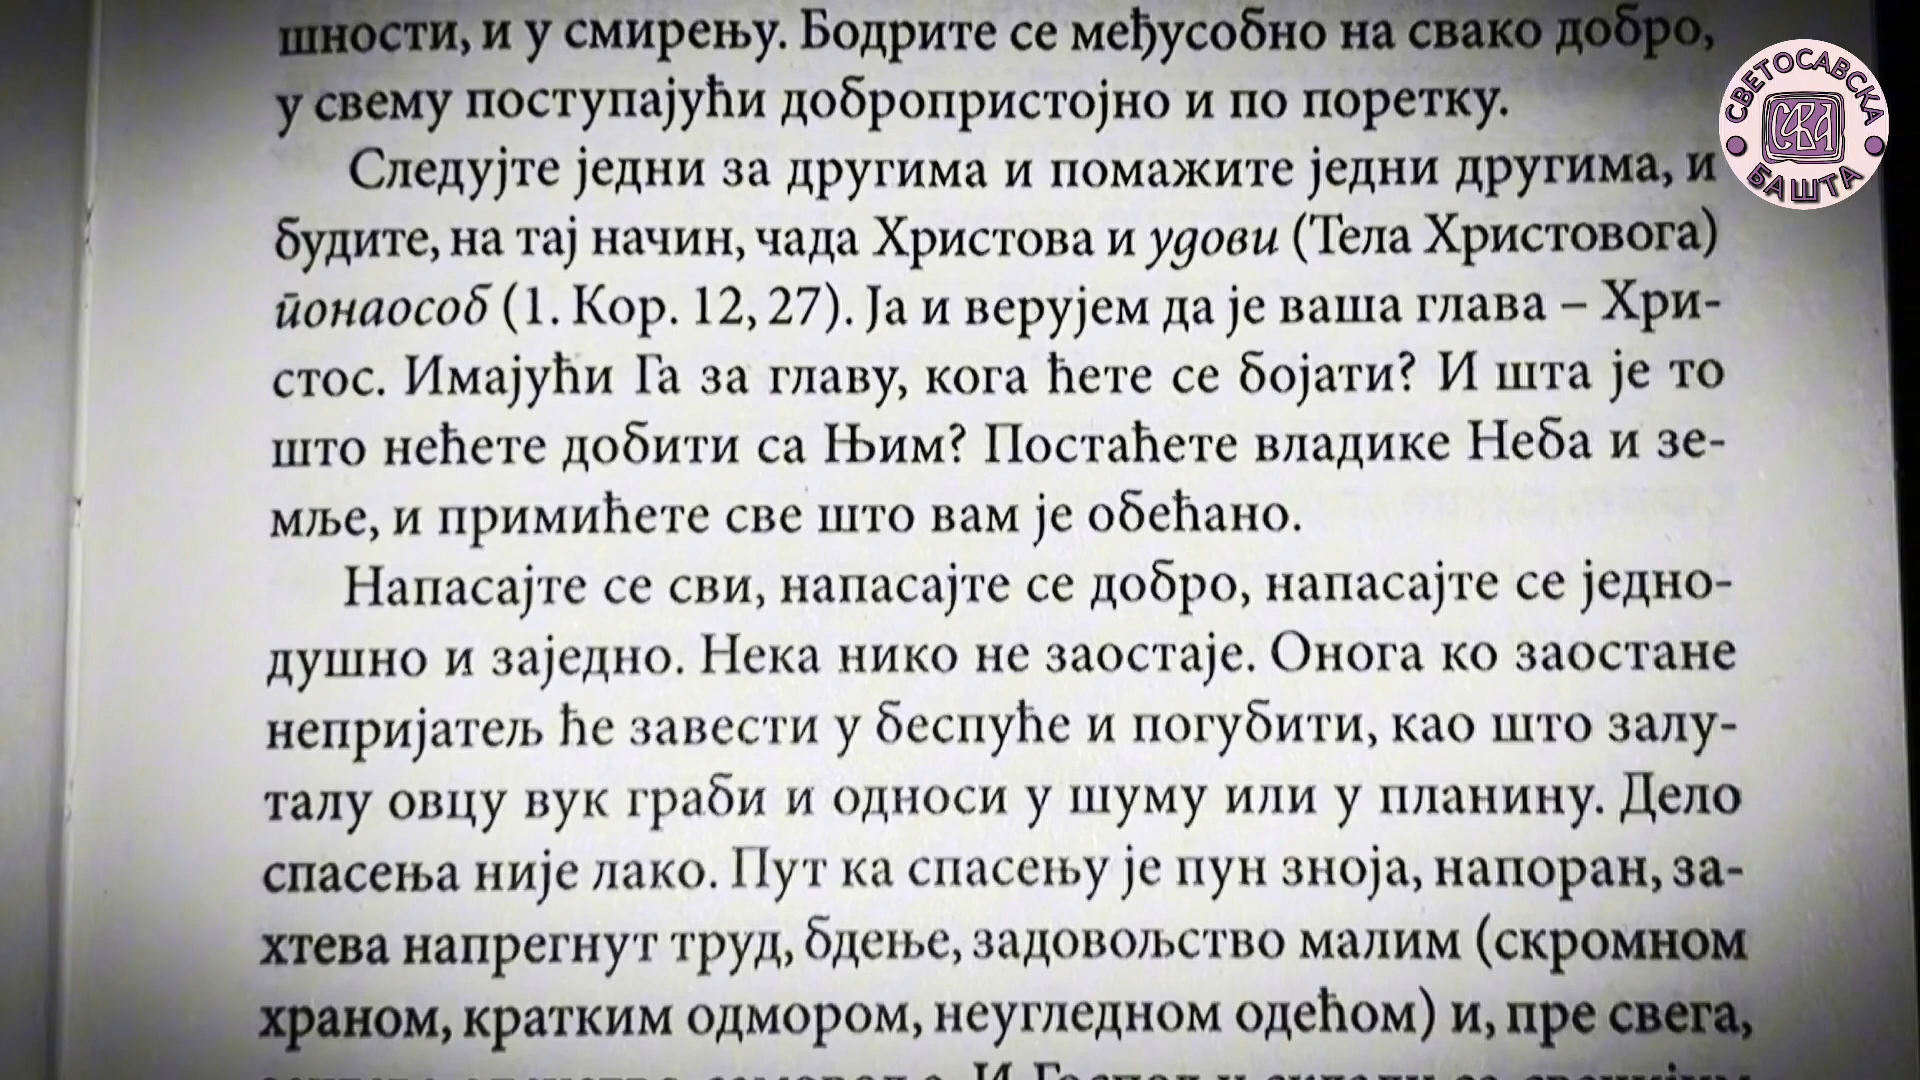 шности, и у смирењу. Бодрите се међусобно на свако добро,
у свему поступајући добропристојно и по поретку.
Следујте једни за другима и помажите једни другима, и
будите, на тај начин, чада Христова и удови (Тела Христовога)
понаособ (1. Кор. 12, 27). Ја и верујем да је ваша глава – Хри-
стос. Имајући Га за главу, кога ћете се бојати? И шта је то
што нећете добити са Њим? Постаћете владике Неба и зе-
мље, и примићете све што вам је обећано.
Напасајте се сви, напасајте се добро, напасајте се једно-
душно и заједно. Нека нико не заостаје. Онога ко заостане
непријатељ ће завести у беспуће и погубити, као што залу-
талу овцу вук граби и односи у шуму или у планину. Дело
спасења није лако. Пут ка спасењу је пун зноја, напоран, за-
хтева напрегнут труд, бдење, задовољство малим (скромном
храном, кратким одмором, неугледном одећом) и, пре свега,
СВЕТОСАВСКА
БАШТА